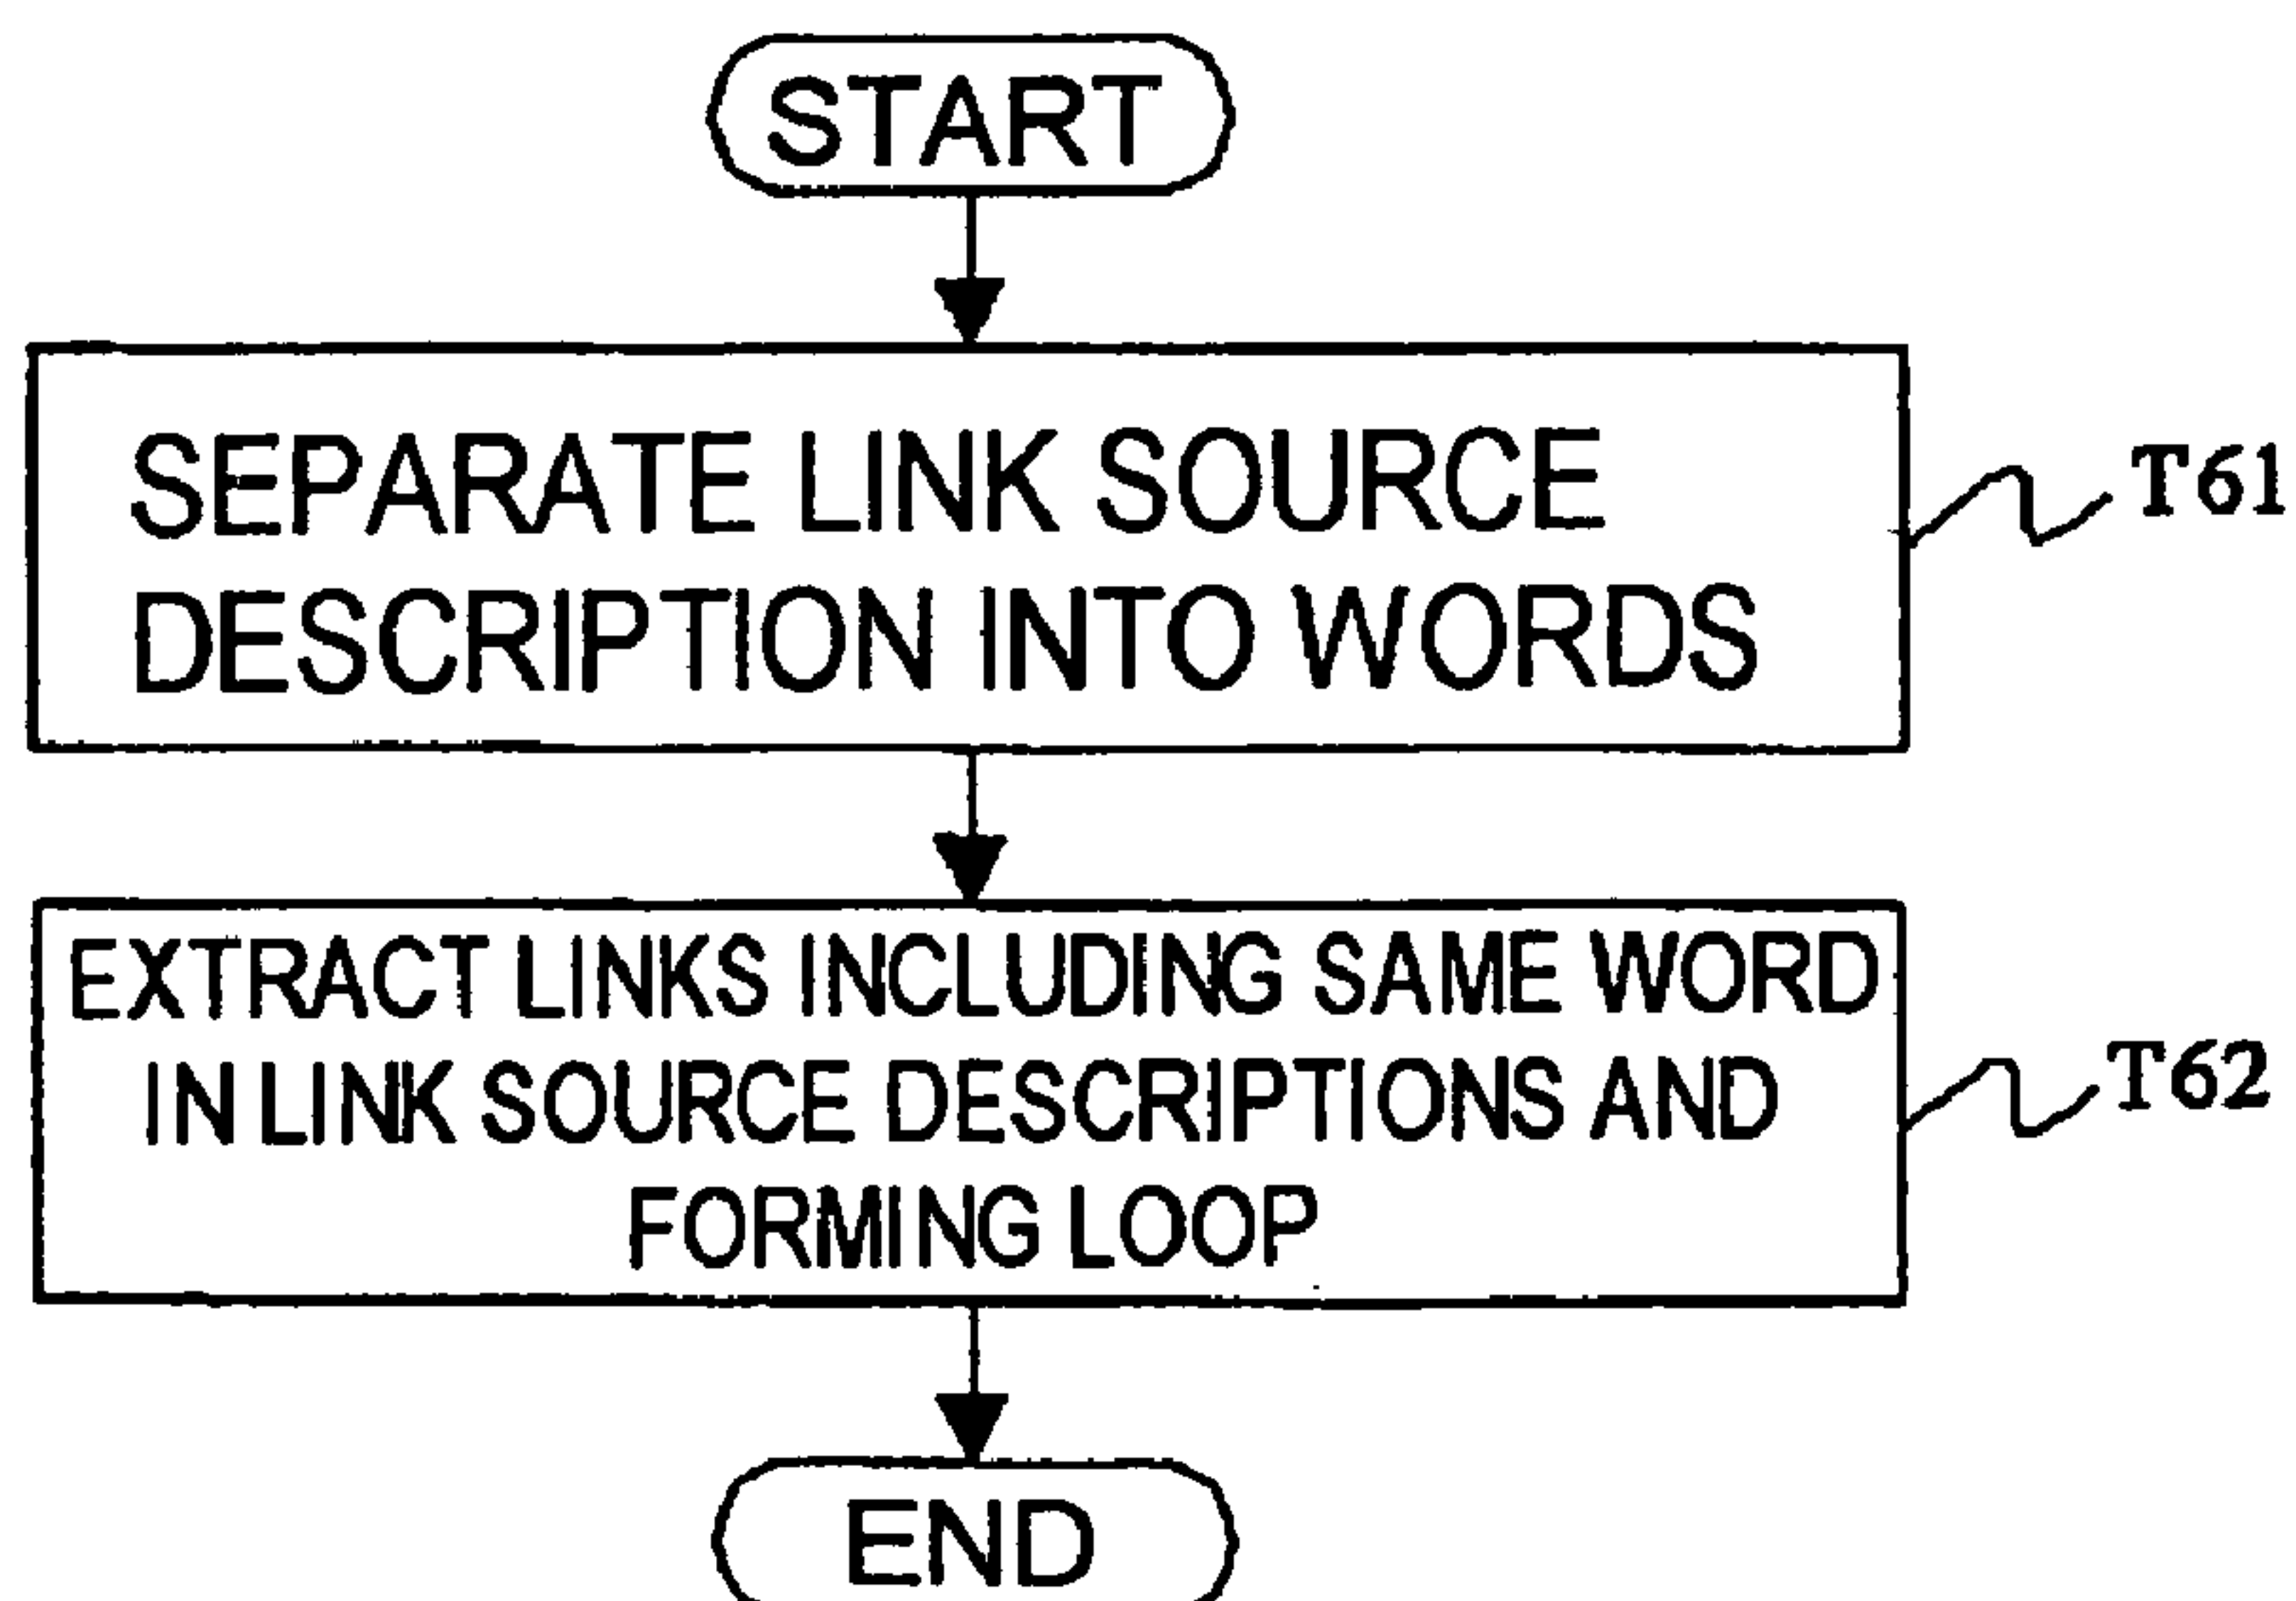 START
SEPARATE LINK SOURCE
DESCRIPTION INTO WORDS
T61
EXTRACT LINKS INCLUDING SAME WORD
IN LINK SOURCE DESCRIPTIONS AND
FORMING LOOP
T62
END